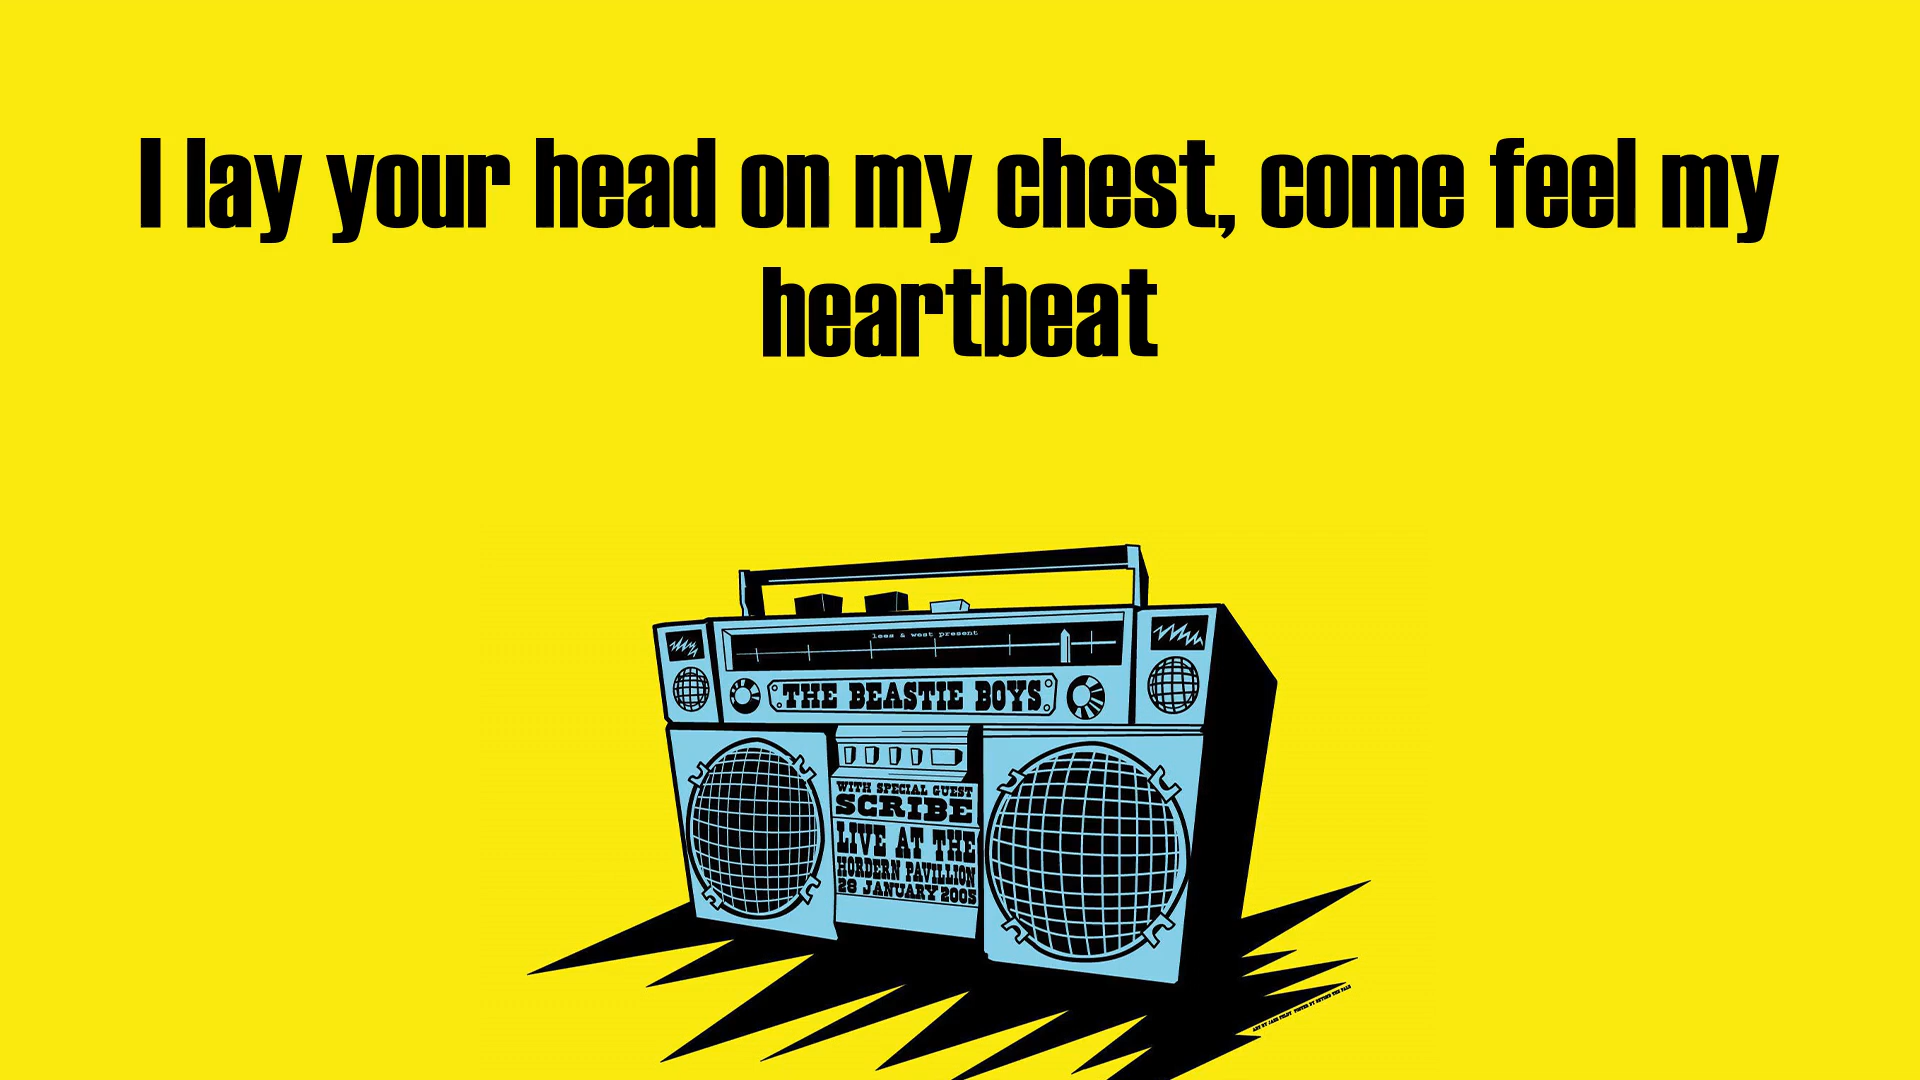 I lay your head on my chest, come feel my
heartbeat
lees & west present
THE BEASTIE BOYS
WITH SPECIAL GUEST
SCRIBE
LIVE AT THE
HORDERN PAVILLION
28 JANUARY 2005